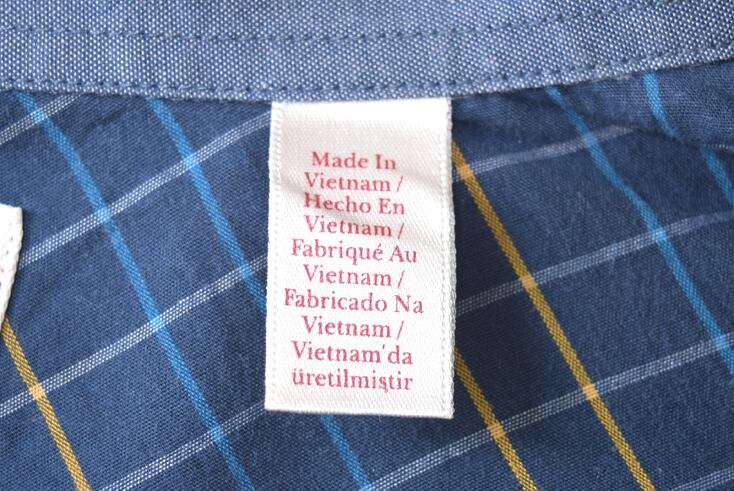 Made In
Vietnam /
Hecho En
Vietnam /
Fabriqué Au
Vietnam /
Fabricado Na
Vietnam /
Vietnam'da
üretilmiştir